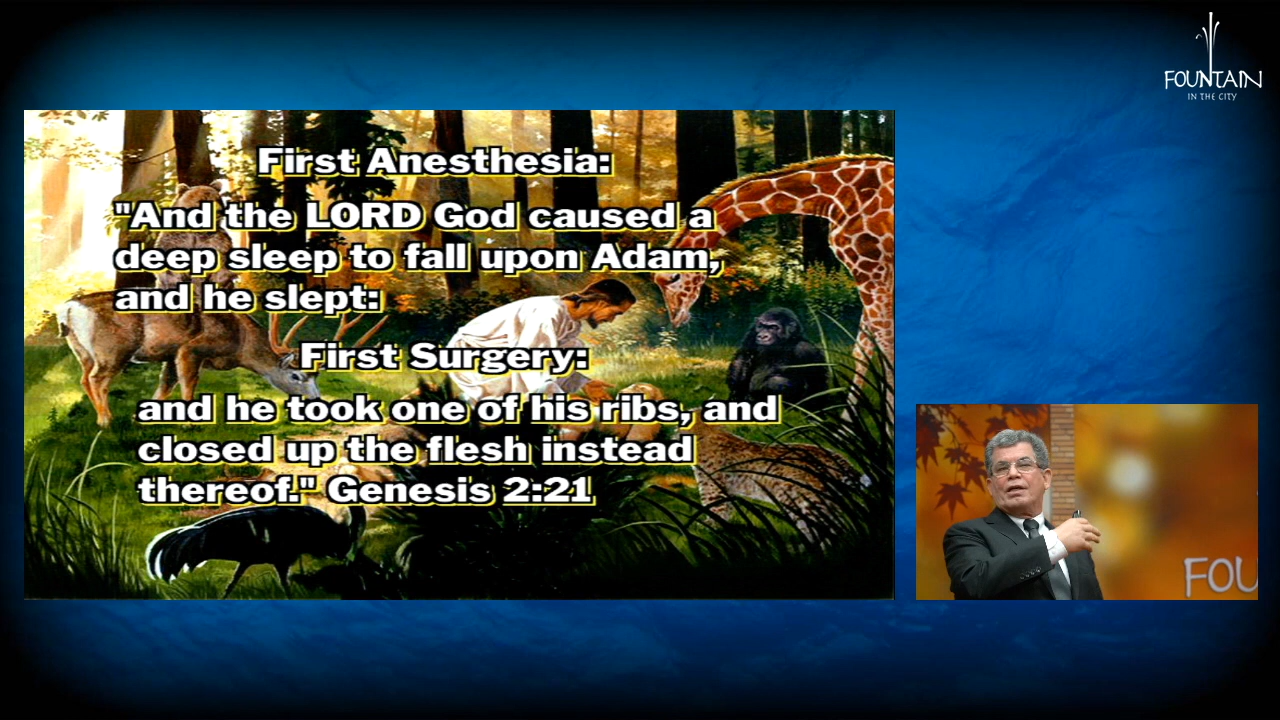 FOUNTAIN
IN THE CITY
First Anesthesia:
"And the LORD God caused a
deep sleep to fall upon Adam,
and he slept:
First Surgery:
and he took one of his ribs, and
closed up the flesh instead
thereof." Genesis 2:21
FOU